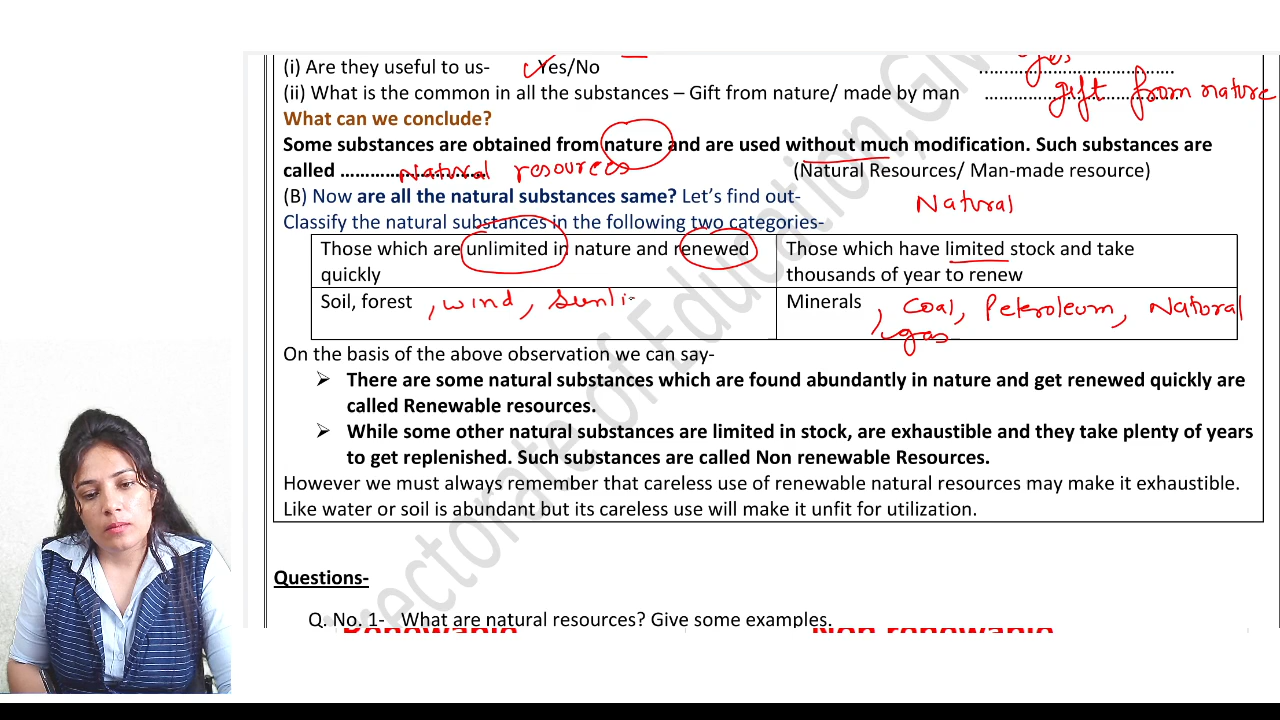 (i) Are they useful to us- Yes/No ........................................ yes
(ii) What is the common in all the substances – Gift from nature/ made by man ........................................ gift from nature
What can we conclude?
Some substances are obtained from nature and are used without much modification. Such substances are
called .............................. Natural resources (Natural Resources/ Man-made resource)
(B) Now are all the natural substances same? Let's find out-
Natural
Classify the natural substances in the following two categories-
Those which are unlimited in nature and renewed
quickly
Those which have limited stock and take
thousands of year to renew
Soil, forest , wind, sunli
Minerals , coal, Petroleum, Natural
gas
On the basis of the above observation we can say-
➢ There are some natural substances which are found abundantly in nature and get renewed quickly are
called Renewable resources.
➢ While some other natural substances are limited in stock, are exhaustible and they take plenty of years
to get replenished. Such substances are called Non renewable Resources.
However we must always remember that careless use of renewable natural resources may make it exhaustible.
Like water or soil is abundant but its careless use will make it unfit for utilization.
Questions-
Q. No. 1- What are natural resources? Give some examples.
Renewable Non renewable